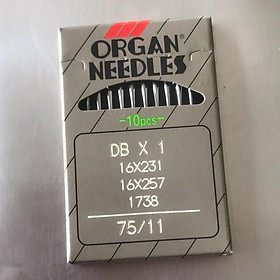 ORGAN®
NEEDLES
-10pcs-
DB X 1
16X231
16X257
1738
75/11